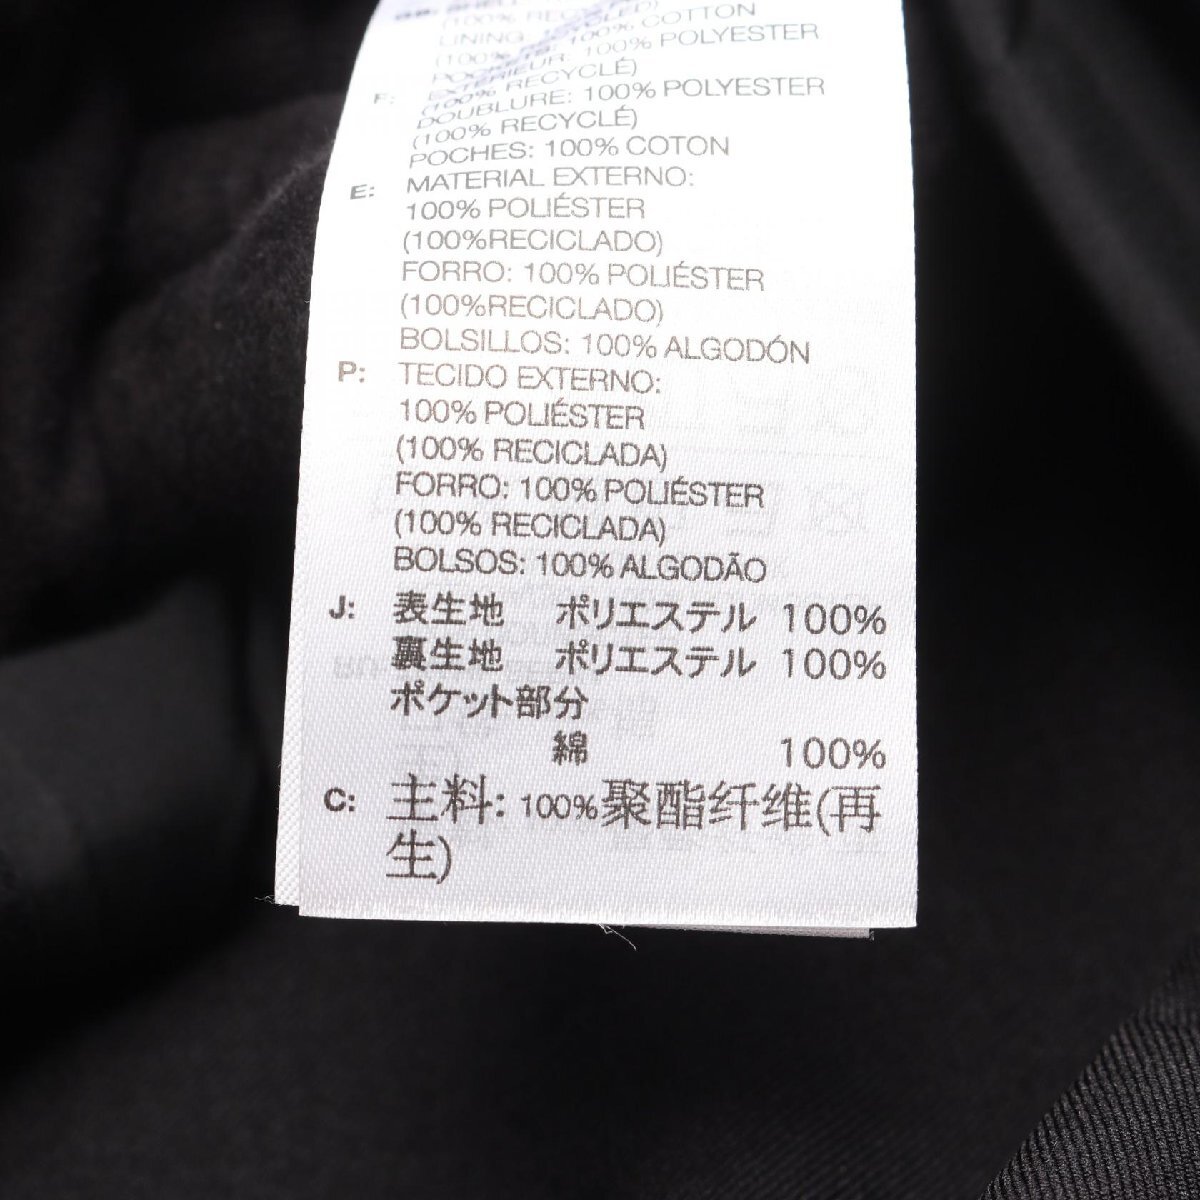 GB: SHELL:
(100% RECYCLED)
LINING: 100% COTTON
(100%
POCKETS: 100% POLYESTER
F: EXTÉRIEUR: 100% POLYESTER
(100% RECYCLÉ)
DOUBLURE: 100% POLYESTER
(100% RECYCLÉ)
POCHES: 100% COTON
E: MATERIAL EXTERNO:
100% POLIÉSTER
(100%RECICLADO)
FORRO: 100% POLIÉSTER
(100%RECICLADO)
BOLSILLOS: 100% ALGODÓN
P: TECIDO EXTERNO:
100% POLIÉSTER
(100% RECICLADA)
FORRO: 100% POLIÉSTER
(100% RECICLADA)
BOLSOS: 100% ALGODÃO
J: 表生地 ポリエステル 100%
裏生地 ポリエステル 100%
ポケット部分
綿 100%
C: 主料: 100%聚酯纤维(再
生)